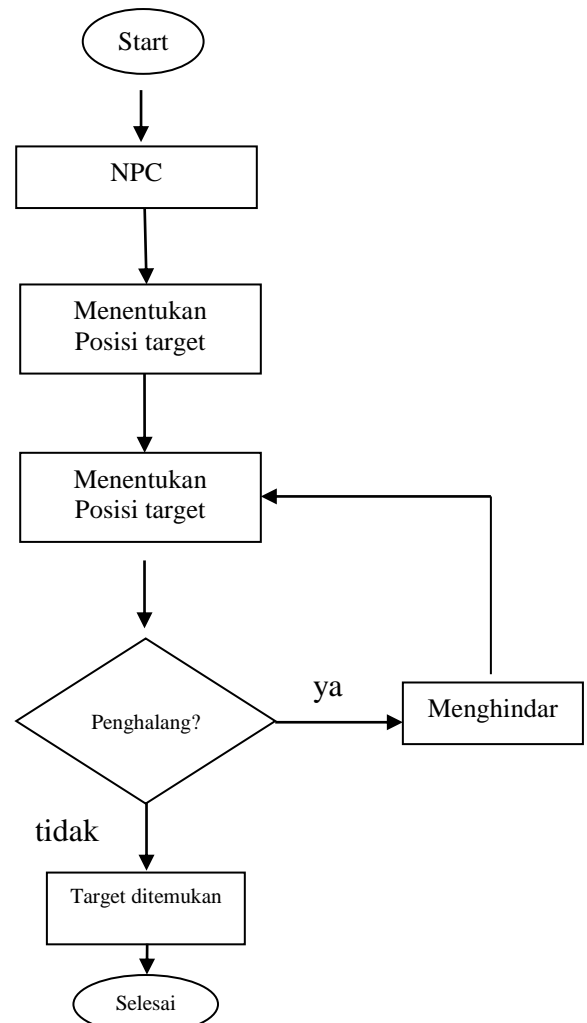 Start
NPC
Menentukan
Posisi target
Menentukan
Posisi target
Penghalang?
ya
Menghindar
tidak
Target ditemukan
Selesai